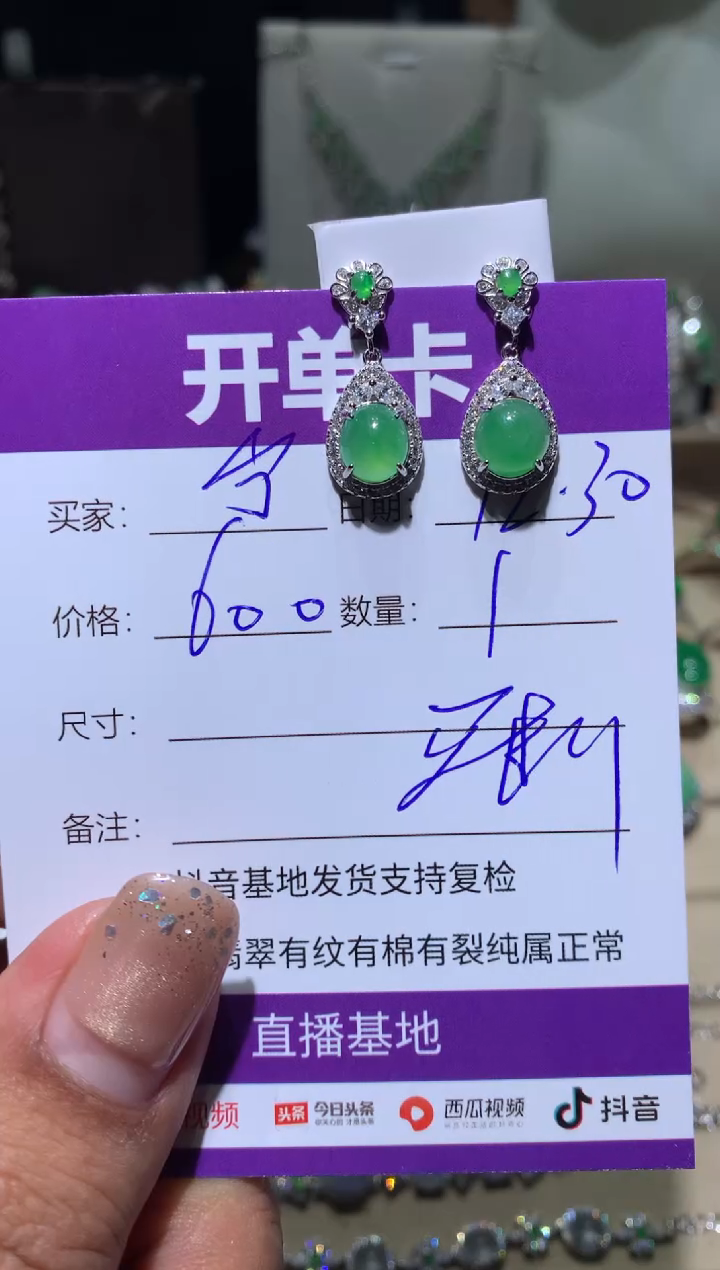 开单卡
买家： 日期： 12.30
价格： 600 数量： 1
尺寸：
备注：
抖音基地发货支持复检
翡翠有纹有棉有裂纯属正常
直播基地
视频 头条 今日头条 西瓜视频 抖音